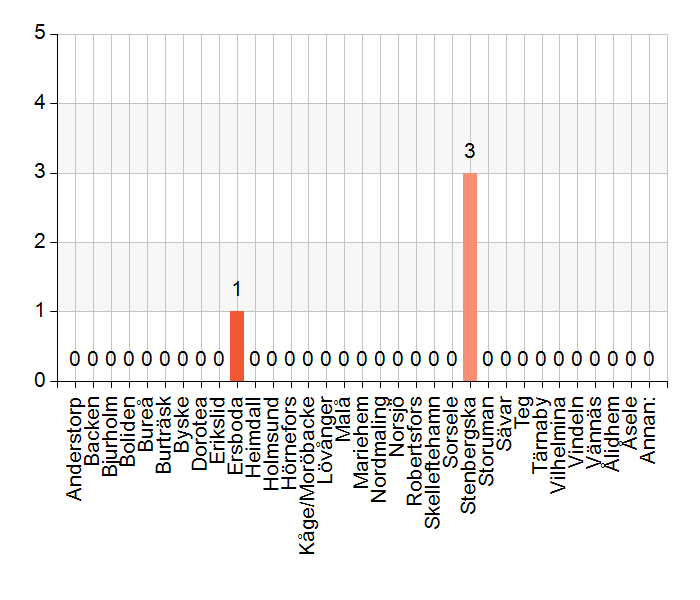 5
4
3
2
1
0
0 0 0 0 0 0 0 0 0 1 0 0 0 0 0 0 0 0 0 0 0 0 3 0 0 0 0 0 0 0 0 0 0
Anderstorp
Backen
Bjurholm
Boliden
Bureå
Burträsk
Byske
Dorotea
Erikslid
Ersboda
Heimdall
Holmsund
Hörnefors
Kåge/Moröbacke
Lövånger
Malå
Mariehem
Nordmaling
Norsjö
Robertsfors
Skelleftehamn
Sorsele
Stenbergska
Storuman
Sävar
Teg
Tärnaby
Vilhelmina
Vindeln
Vännäs
Ålidhem
Åsele
Annan: